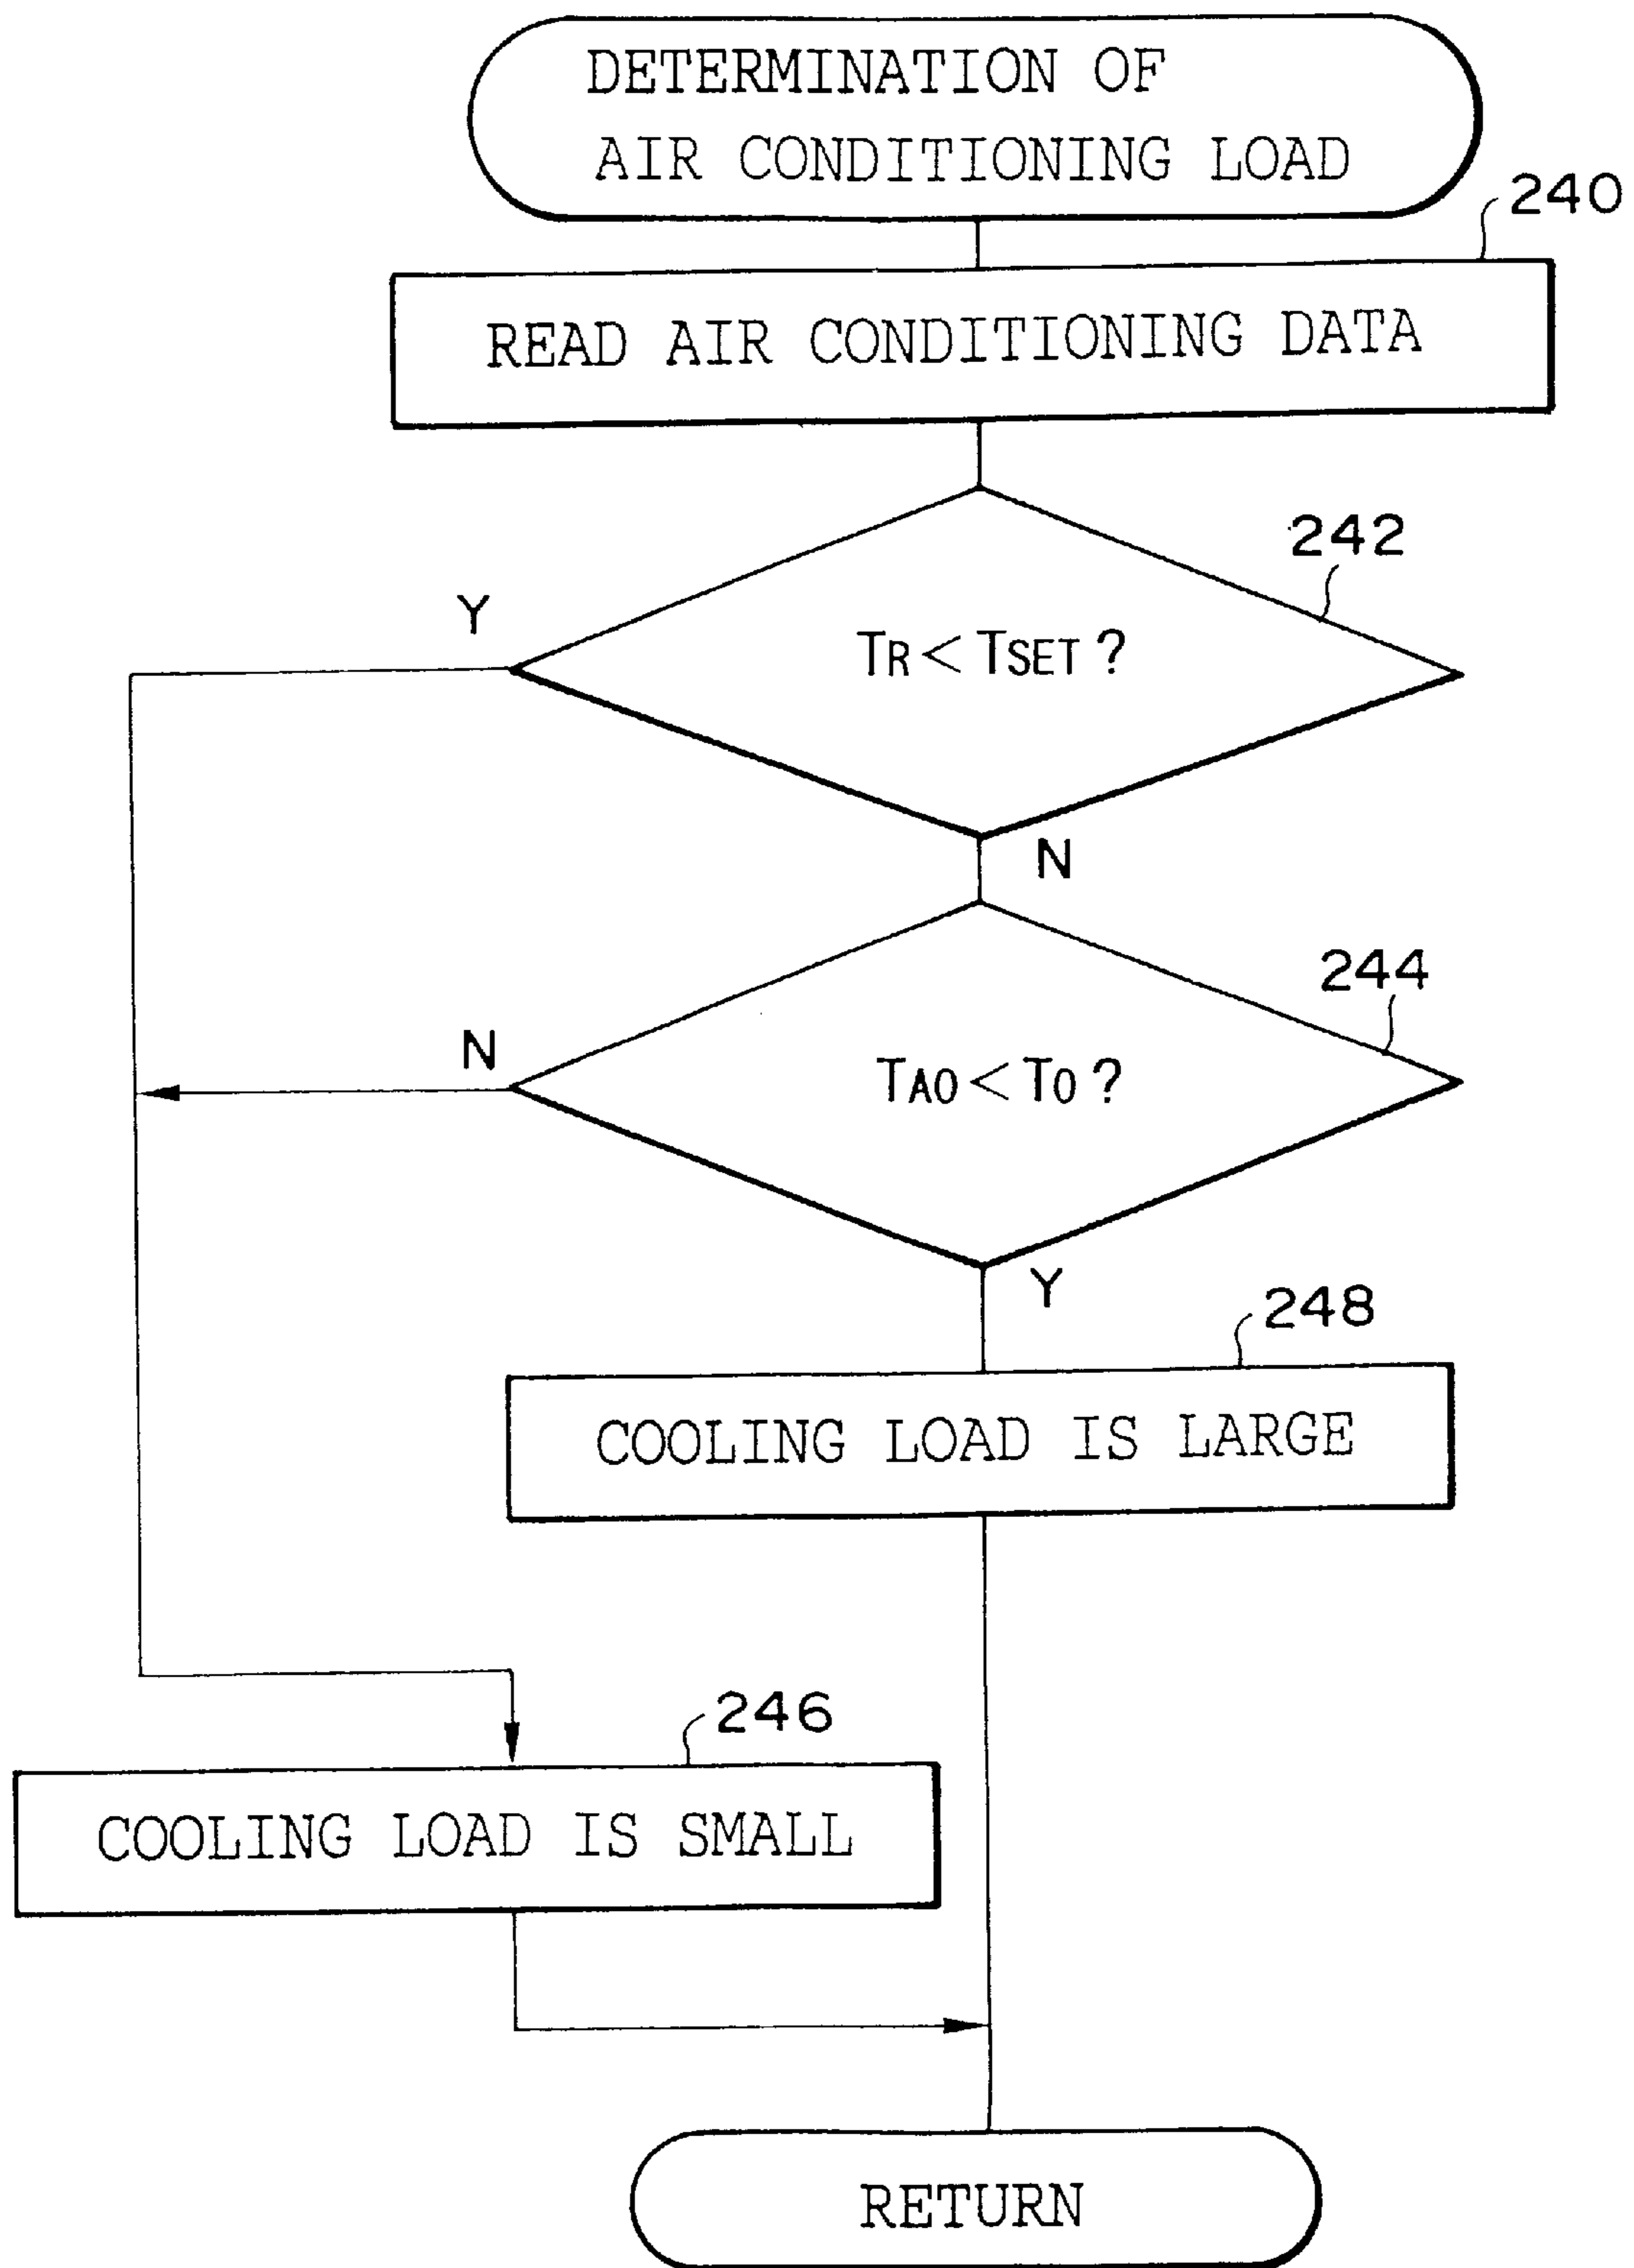 DETERMINATION OF
AIR CONDITIONING LOAD
240
READ AIR CONDITIONING DATA
242
Y
TR < TSET ?
N
244
N
TAO < TO ?
Y
248
COOLING LOAD IS LARGE
246
COOLING LOAD IS SMALL
RETURN